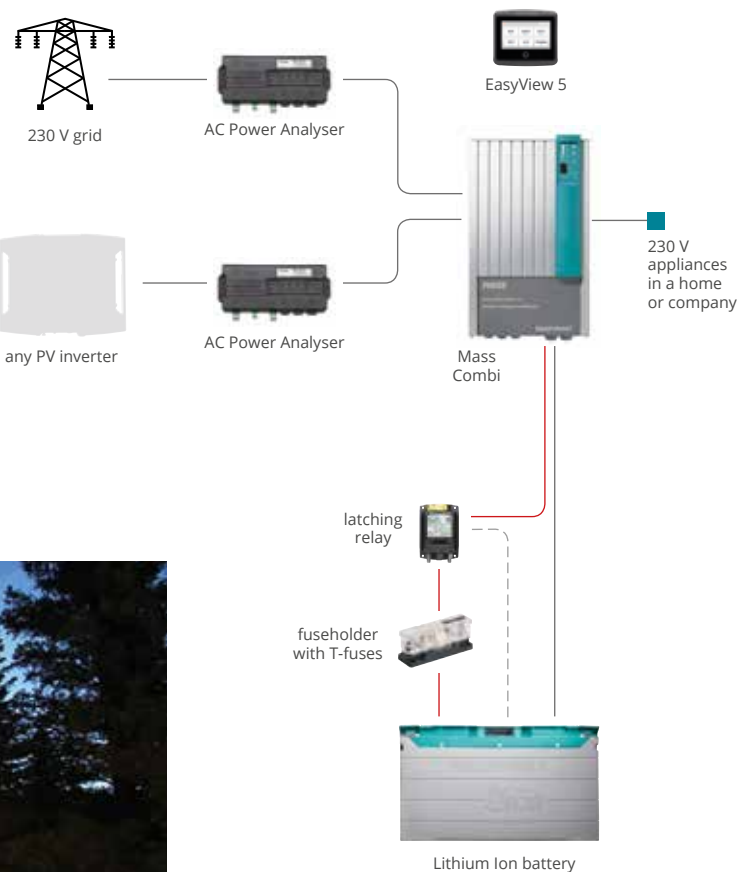 EasyView 5
230 V grid
AC Power Analyser
230 V
appliances
in a home
or company
any PV inverter
AC Power Analyser
Mass
Combi
latching
relay
fuseholder
with T-fuses
Lithium Ion battery